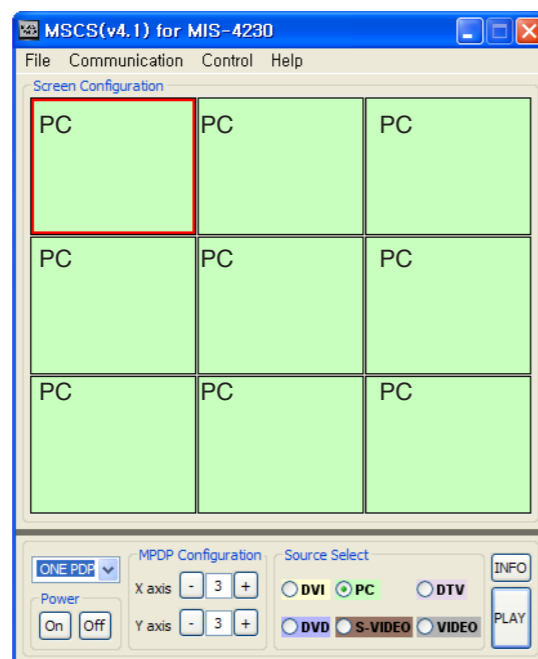 MSCS(v4.1) for MIS-4230
File Communication Control Help
Screen Configuration
PC PC PC
PC PC PC
PC PC PC
ONE PDP
Power
On Off
MPDP Configuration
X axis - 3 +
Y axis - 3 +
Source Select
DVI PC DTV
DVD S-VIDEO VIDEO
INFO
PLAY